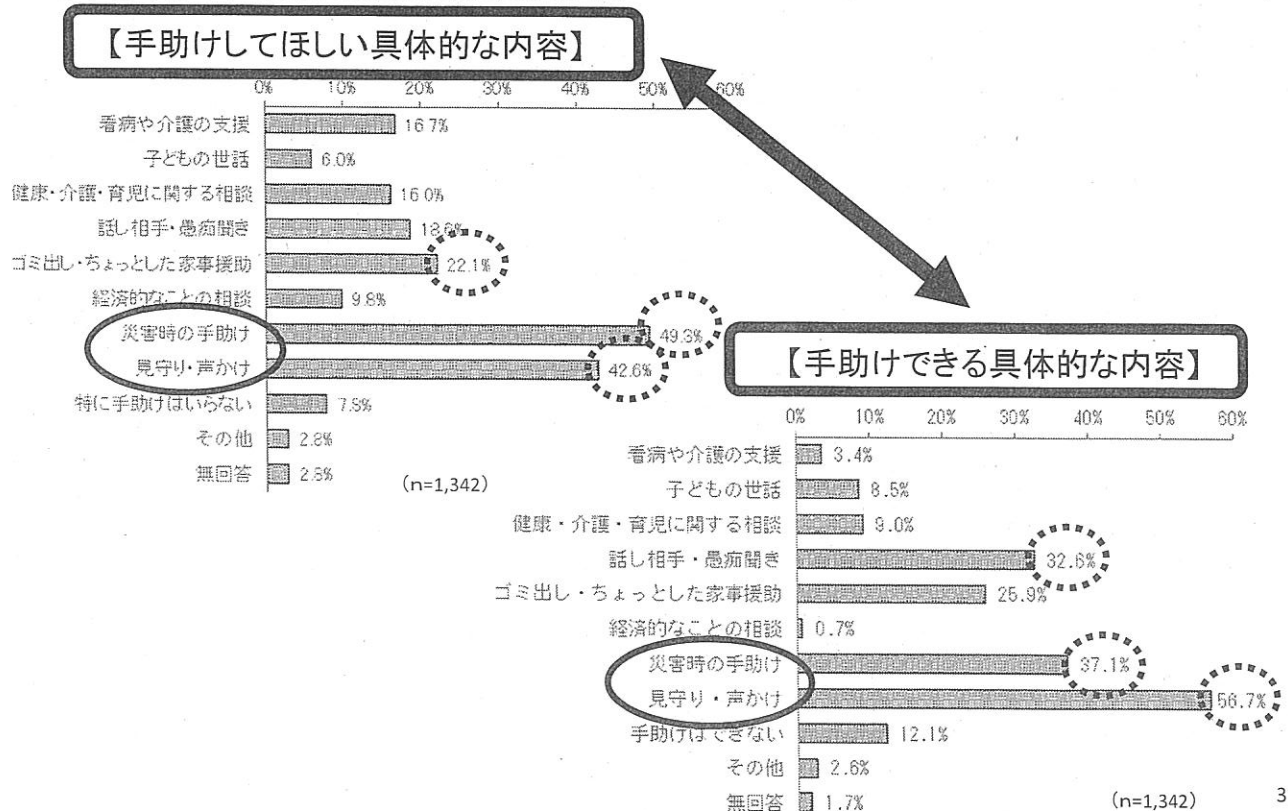 【手助けしてほしい具体的な内容】
0% 10% 20% 30% 40% 50% 60%
看病や介護の支援 16.7%
子どもの世話 6.0%
健康・介護・育児に関する相談 16.0%
話し相手・愚痴聞き 18.6%
ゴミ出し・ちょっとした家事援助 22.1%
経済的なことの相談 9.8%
災害時の手助け 49.3%
見守り・声かけ 42.6%
特に手助けはいらない
その他 2.8%
無回答
(n=1,342)
【手助けできる具体的な内容】
0% 10% 20% 30% 40% 50% 60%
看病や介護の支援 3.4%
子どもの世話 8.5%
健康・介護・育児に関する相談 9.0%
話し相手・愚痴聞き 32.6%
ゴミ出し・ちょっとした家事援助 25.9%
経済的なことの相談 0.7%
災害時の手助け 37.1%
見守り・声かけ 56.7%
手助けはできない 12.1%
その他 2.6%
無回答 1.7%
(n=1,342)
3